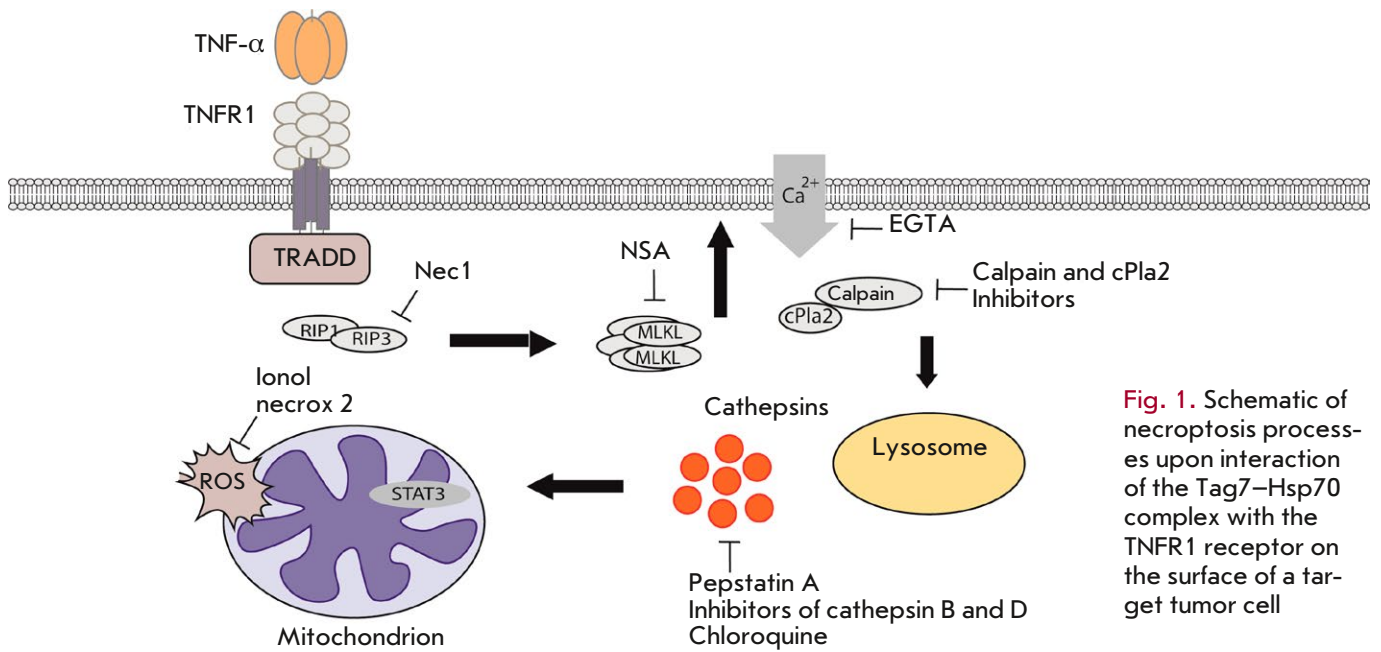 TNF-α
TNFR1
Ca²⁺
EGTA
TRADD
Nec1
NSA
Calpain and cPla2
Inhibitors
Calpain
cPla2
RIP1
RIP3
MLKL
MLKL
Ionol
necrox 2
ROS
STAT3
Mitochondrion
Cathepsins
Lysosome
Pepstatin A
Inhibitors of cathepsin B and D
Chloroquine
Fig. 1. Schematic of
necroptosis process-
es upon interaction
of the Tag7–Hsp70
complex with the
TNFR1 receptor on
the surface of a tar-
get tumor cell